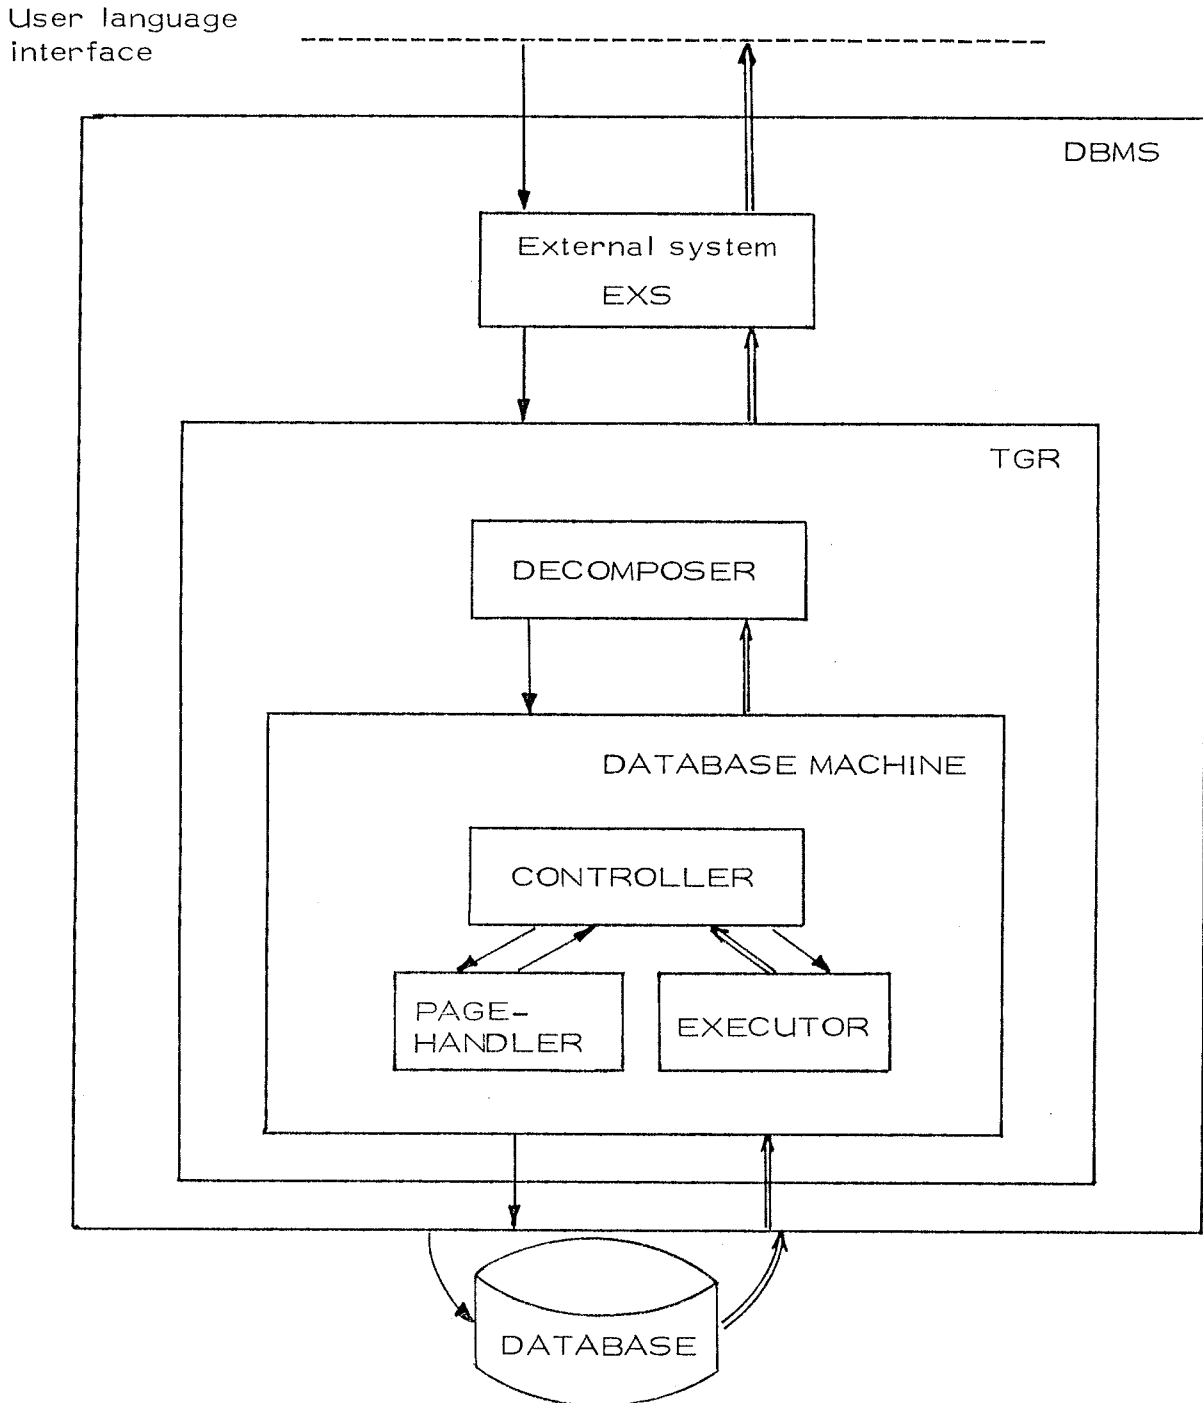 User language
interface
DBMS
External system
EXS
TGR
DECOMPOSER
DATABASE MACHINE
CONTROLLER
PAGE-
HANDLER
EXECUTOR
DATABASE